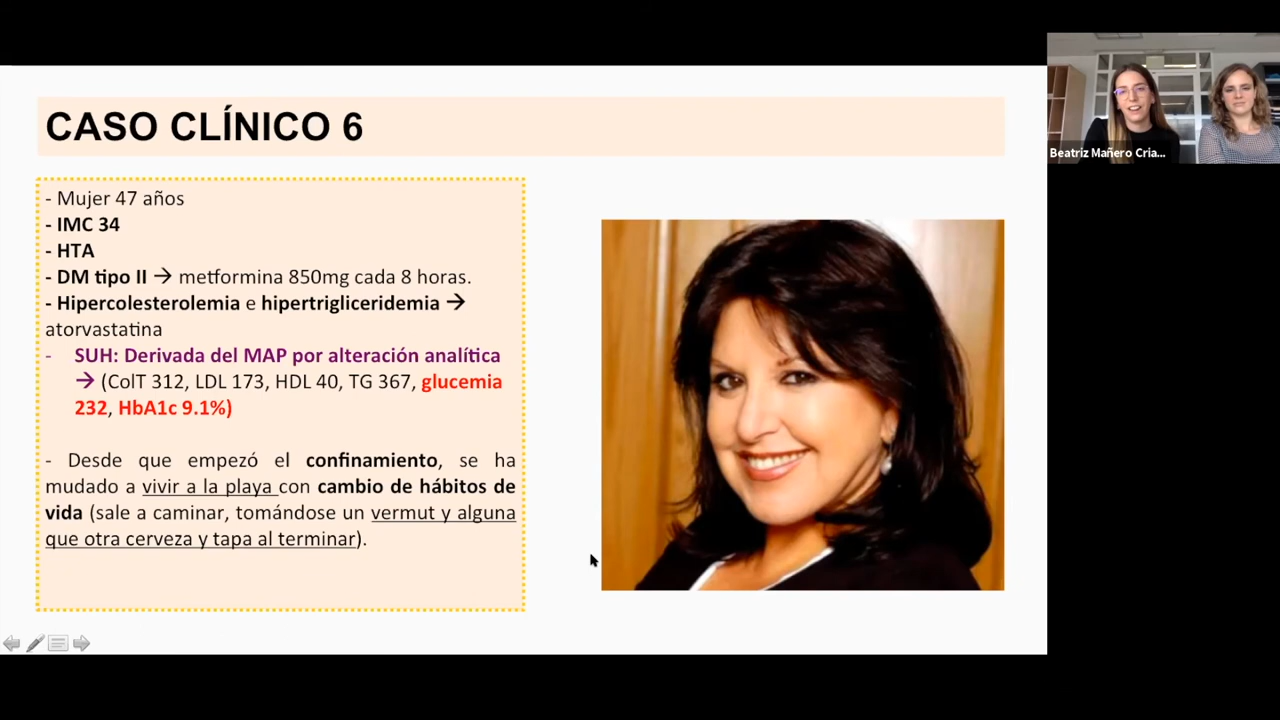 CASO CLÍNICO 6
- Mujer 47 años
- IMC 34
- HTA
- DM tipo II → metformina 850mg cada 8 horas.
- Hipercolesterolemia e hipertrigliceridemia →
atorvastatina
- SUH: Derivada del MAP por alteración analítica
→ (ColT 312, LDL 173, HDL 40, TG 367, glucemia
232, HbA1c 9.1%)
- Desde que empezó el confinamiento, se ha
mudado a vivir a la playa con cambio de hábitos de
vida (sale a caminar, tomándose un vermut y alguna
que otra cerveza y tapa al terminar).
Beatriz Mañero Cria...